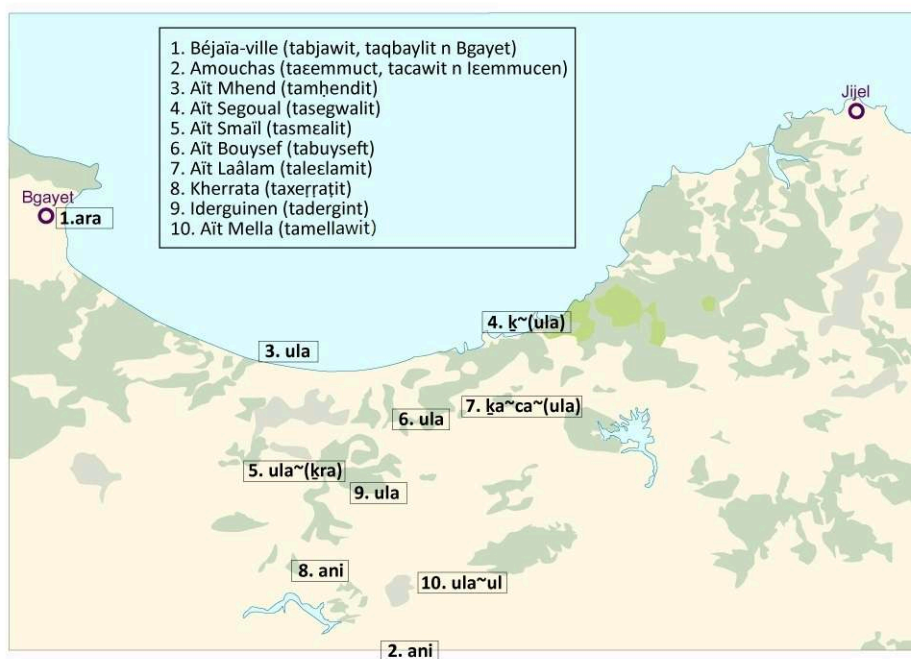 1. Béjaïa-ville (tabjawit, taqbaylit n Bgayet)
2. Amouchas (taɛemmuct, tacawit n Iɛemmucen)
3. Aït Mhend (tamḥendit)
4. Aït Segoual (tasegwalit)
5. Aït Smaïl (tasmɛalit)
6. Aït Bouysef (tabuyseft)
7. Aït Laâlam (taleɛlamit)
8. Kherrata (taxerṛaṭit)
9. Iderguinen (tadergint)
10. Aït Mella (tamellawit)
Jijel
Bgayet
1.ara
4. ḵ~(ula)
3. ula
7. ḵa~ca~(ula)
6. ula
5. ula~(ḵra)
9. ula
8. ani
10. ula~ul
2. ani